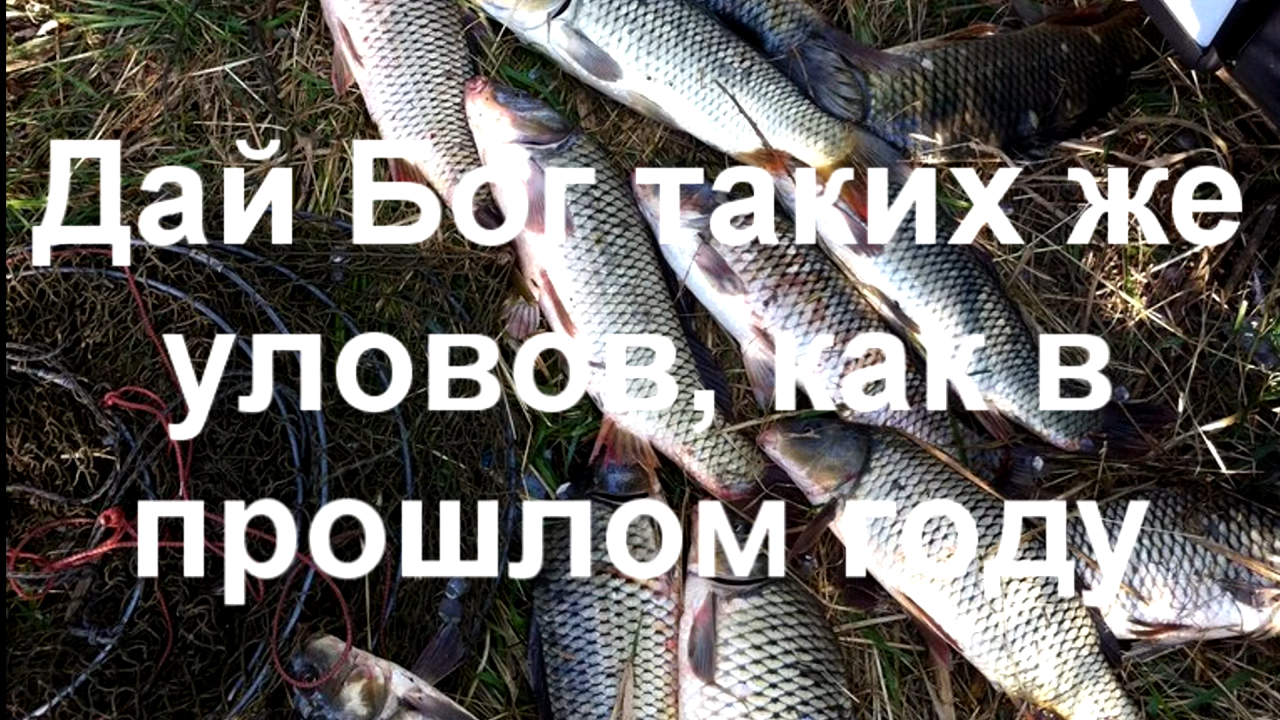 Дай Бог таких же
уловов, как в
прошлом году